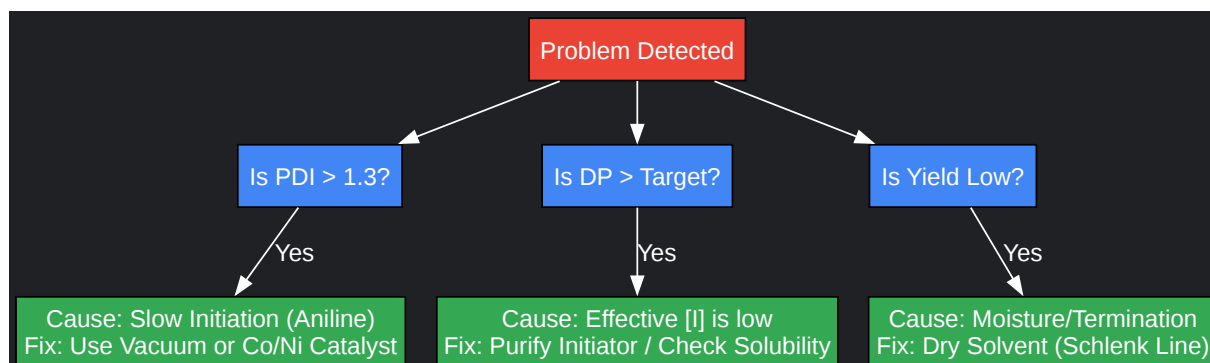 Problem Detected
Is PDI > 1.3?
Is DP > Target?
Is Yield Low?
Yes
Yes
Yes
Cause: Slow Initiation (Aniline)
Fix: Use Vacuum or Co/Ni Catalyst
Cause: Effective [I] is low
Fix: Purify Initiator / Check Solubility
Cause: Moisture/Termination
Fix: Dry Solvent (Schlenk Line)